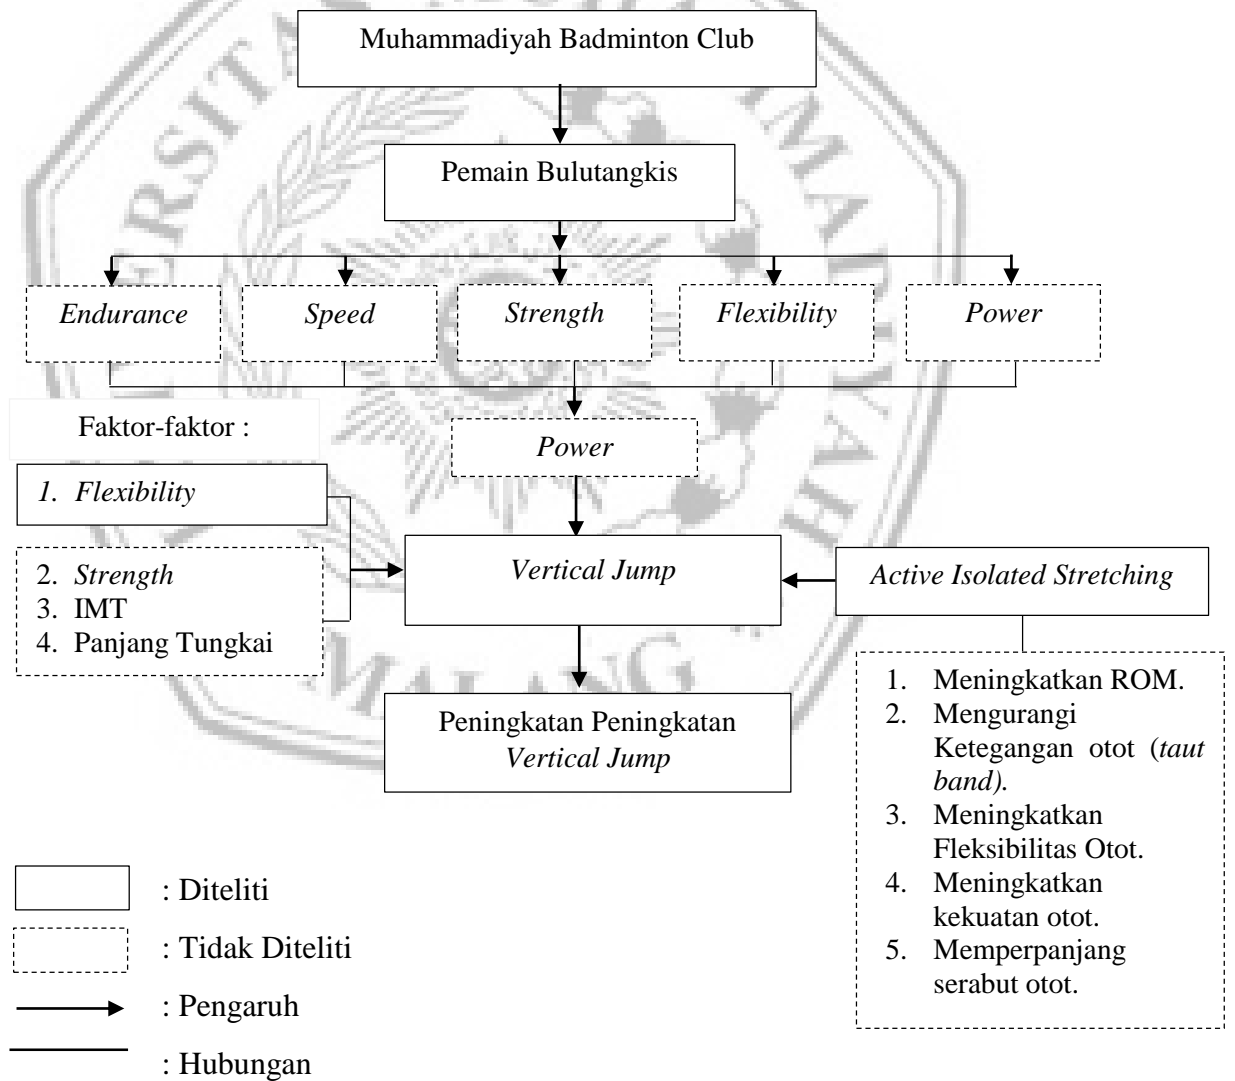 Muhammadiyah Badminton Club
Pemain Bulutangkis
Endurance
Speed
Strength
Flexibility
Power
Faktor-faktor :
Power
1. Flexibility
2. Strength
3. IMT
4. Panjang Tungkai
Vertical Jump
Active Isolated Stretching
Peningkatan Peningkatan
Vertical Jump
1. Meningkatkan ROM.
2. Mengurangi
Ketegangan otot (taut
band).
3. Meningkatkan
Fleksibilitas Otot.
4. Meningkatkan
kekuatan otot.
5. Memperpanjang
serabut otot.
: Diteliti
: Tidak Diteliti
: Pengaruh
: Hubungan
MALANG